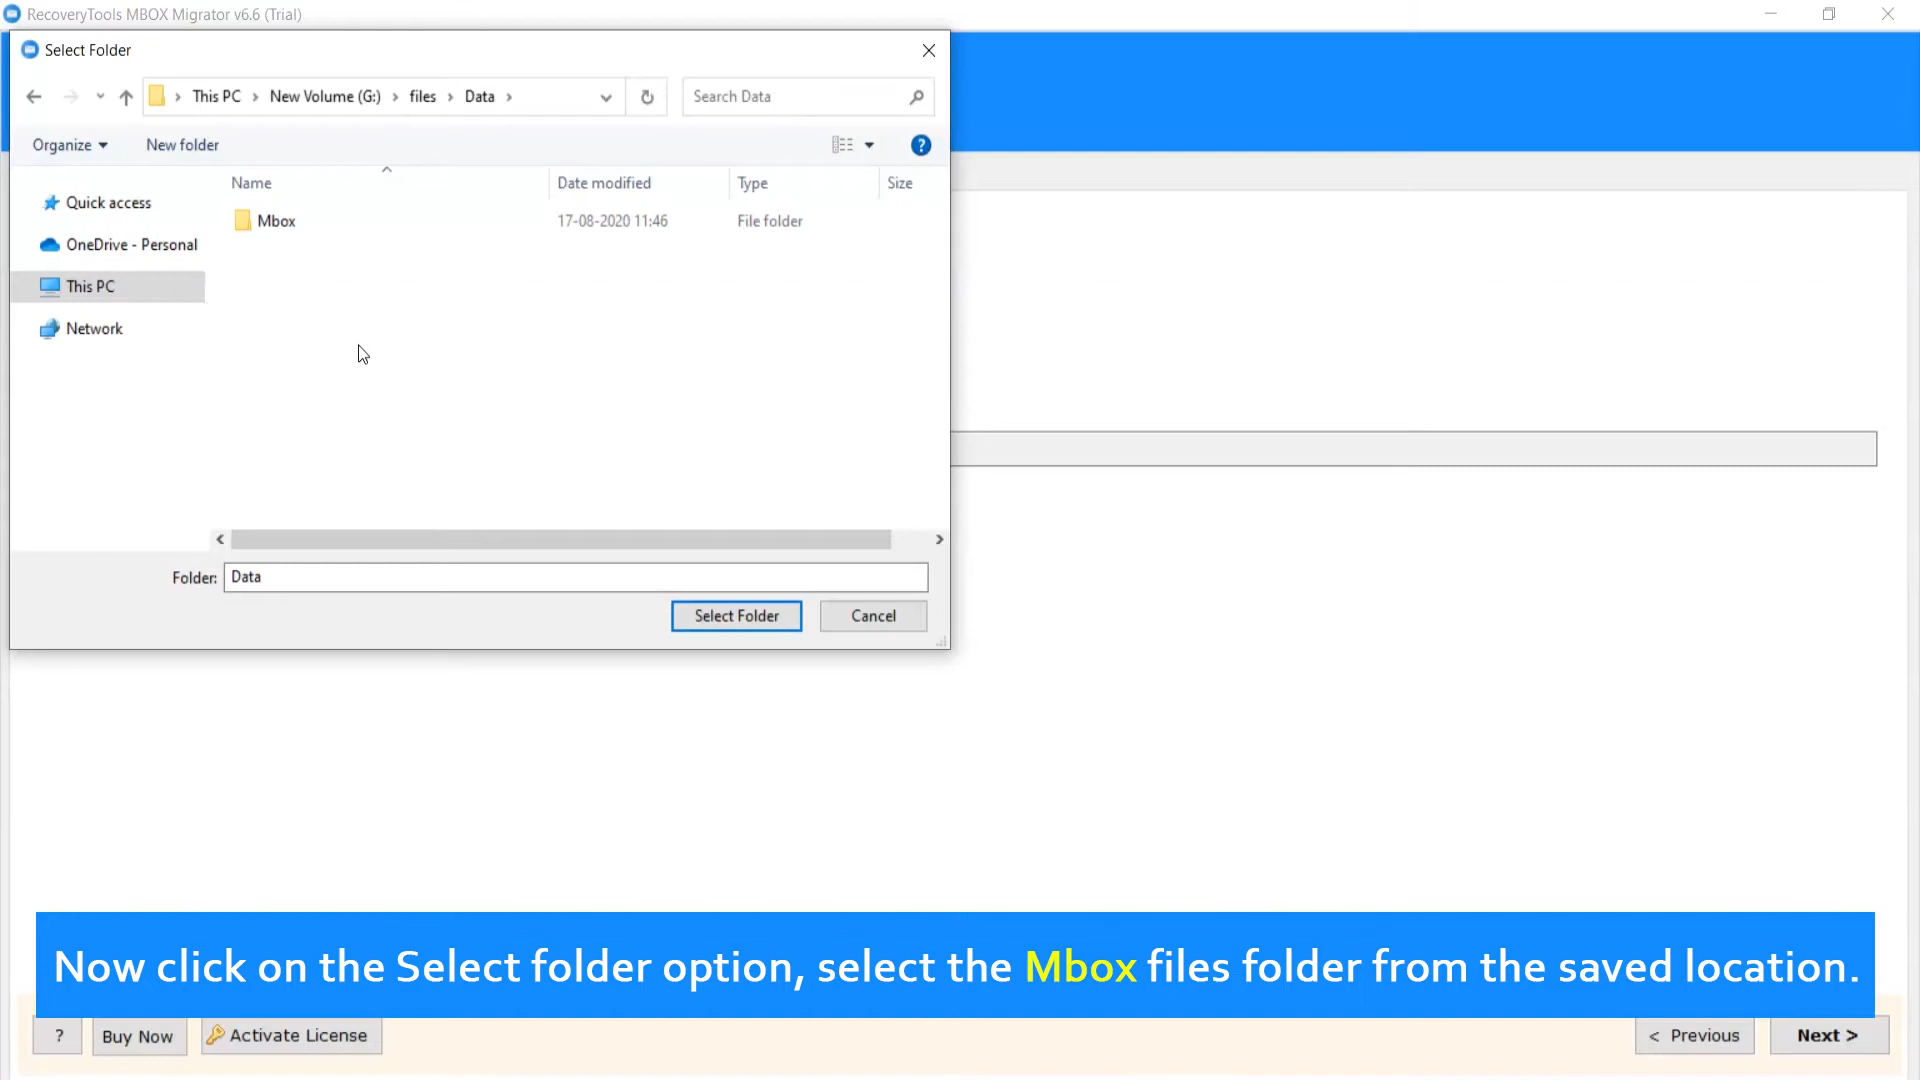 RecoveryTools MBOX Migrator v6.6 (Trial)
Select Folder
This PC > New Volume (G:) > files > Data >
Search Data
Organize
New folder
?
Name
Date modified
Type
Size
Quick access
Mbox
17-08-2020 11:46
File folder
OneDrive - Personal
This PC
Network
Folder:
Data
Select Folder
Cancel
Now click on the Select folder option, select the Mbox files folder from the saved location.
?
Buy Now
Activate License
< Previous
Next >